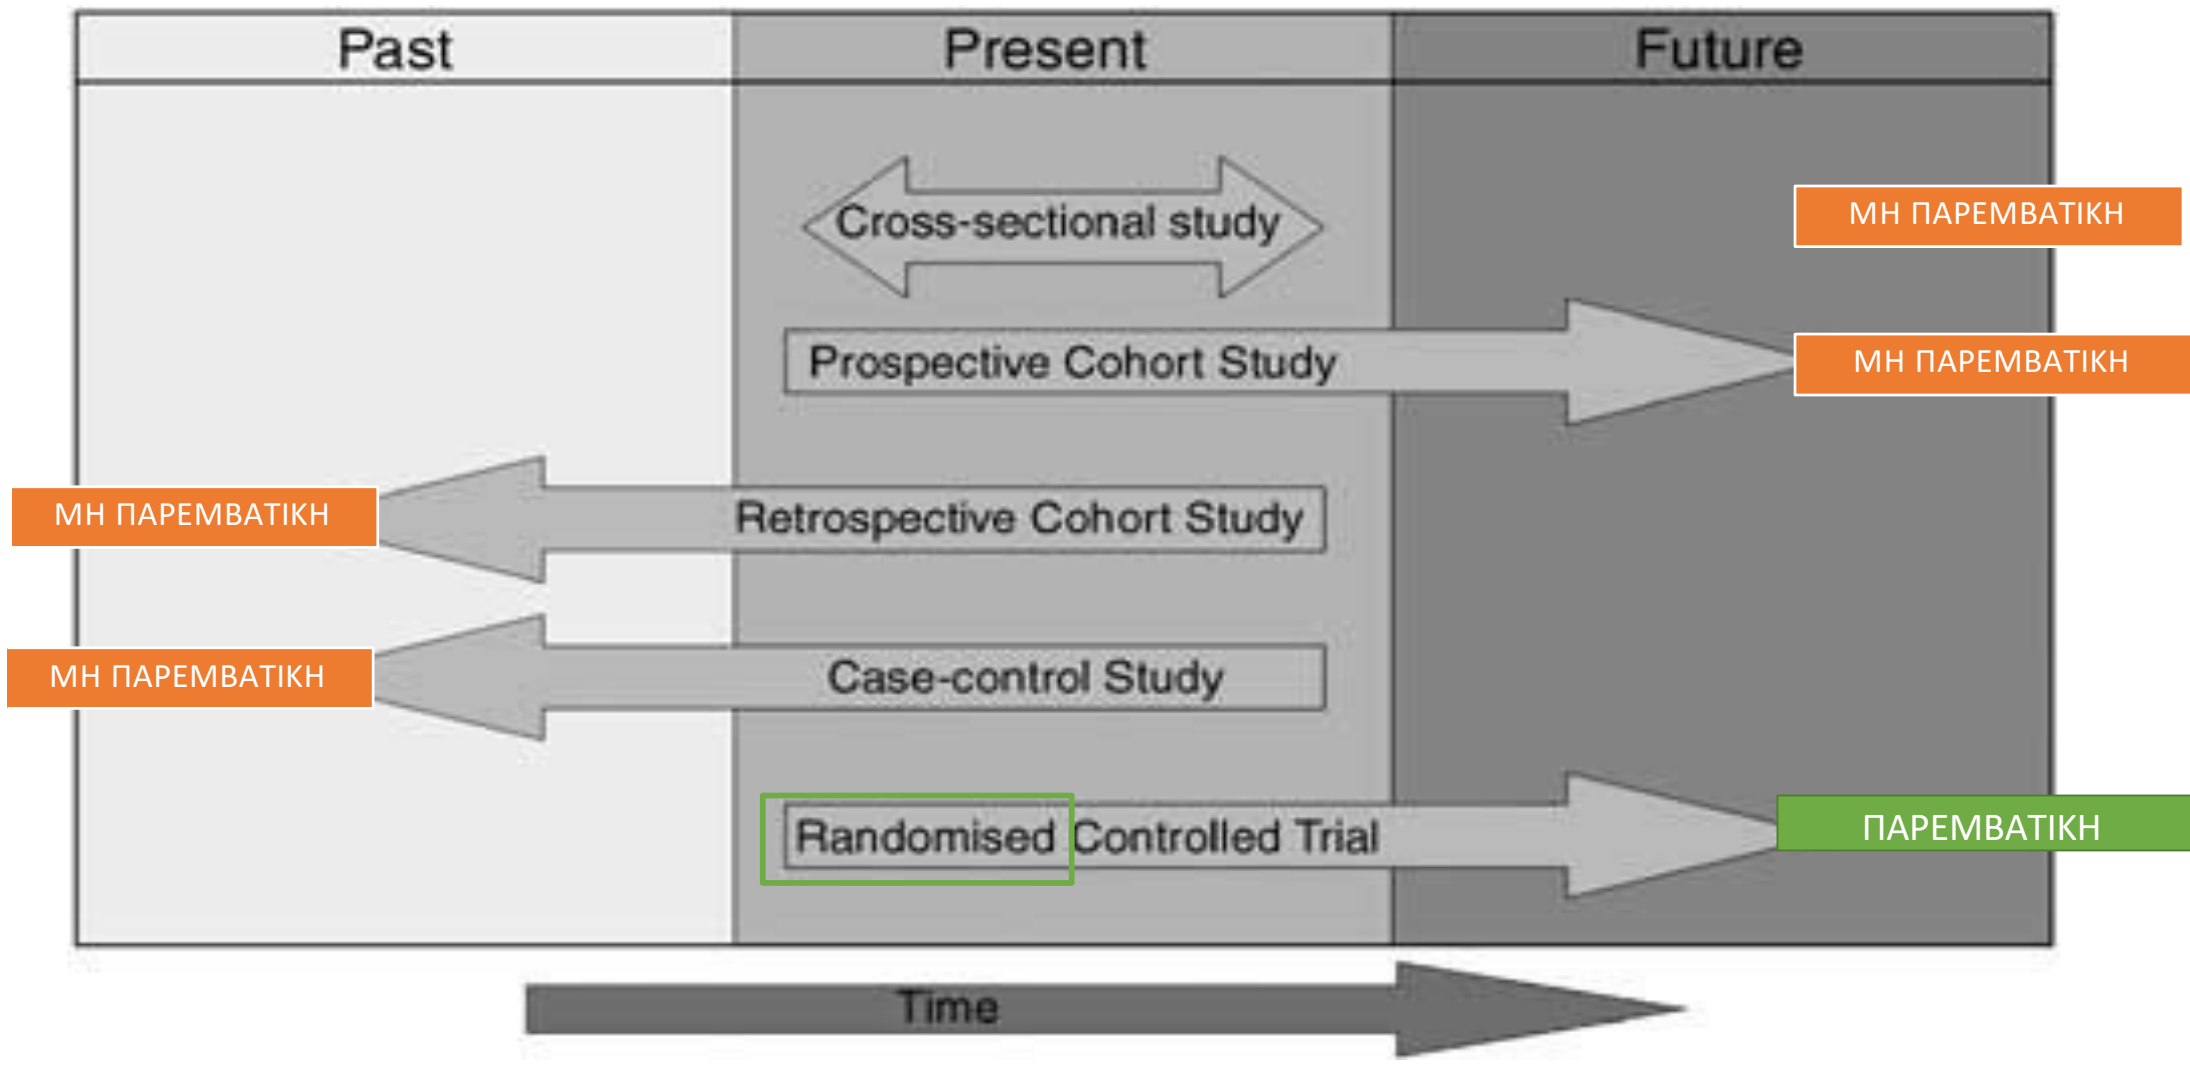 Past Present Future
Cross-sectional study ΜΗ ΠΑΡΕΜΒΑΤΙΚΗ
Prospective Cohort Study ΜΗ ΠΑΡΕΜΒΑΤΙΚΗ
ΜΗ ΠΑΡΕΜΒΑΤΙΚΗ Retrospective Cohort Study
ΜΗ ΠΑΡΕΜΒΑΤΙΚΗ Case-control Study
Randomised Controlled Trial ΠΑΡΕΜΒΑΤΙΚΗ
Time